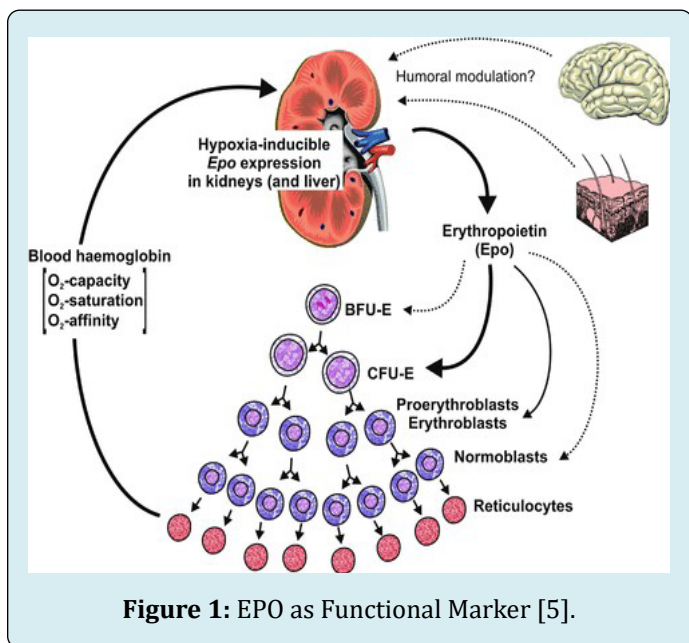 Humoral modulation?
Hypoxia-inducible
Epo expression
in kidneys (and liver)
Erythropoietin
(Epo)
Blood haemoglobin
O₂-capacity
O₂-saturation
O₂-affinity
BFU-E
CFU-E
Proerythroblasts
Erythroblasts
Normoblasts
Reticulocytes
Figure 1: EPO as Functional Marker [5].